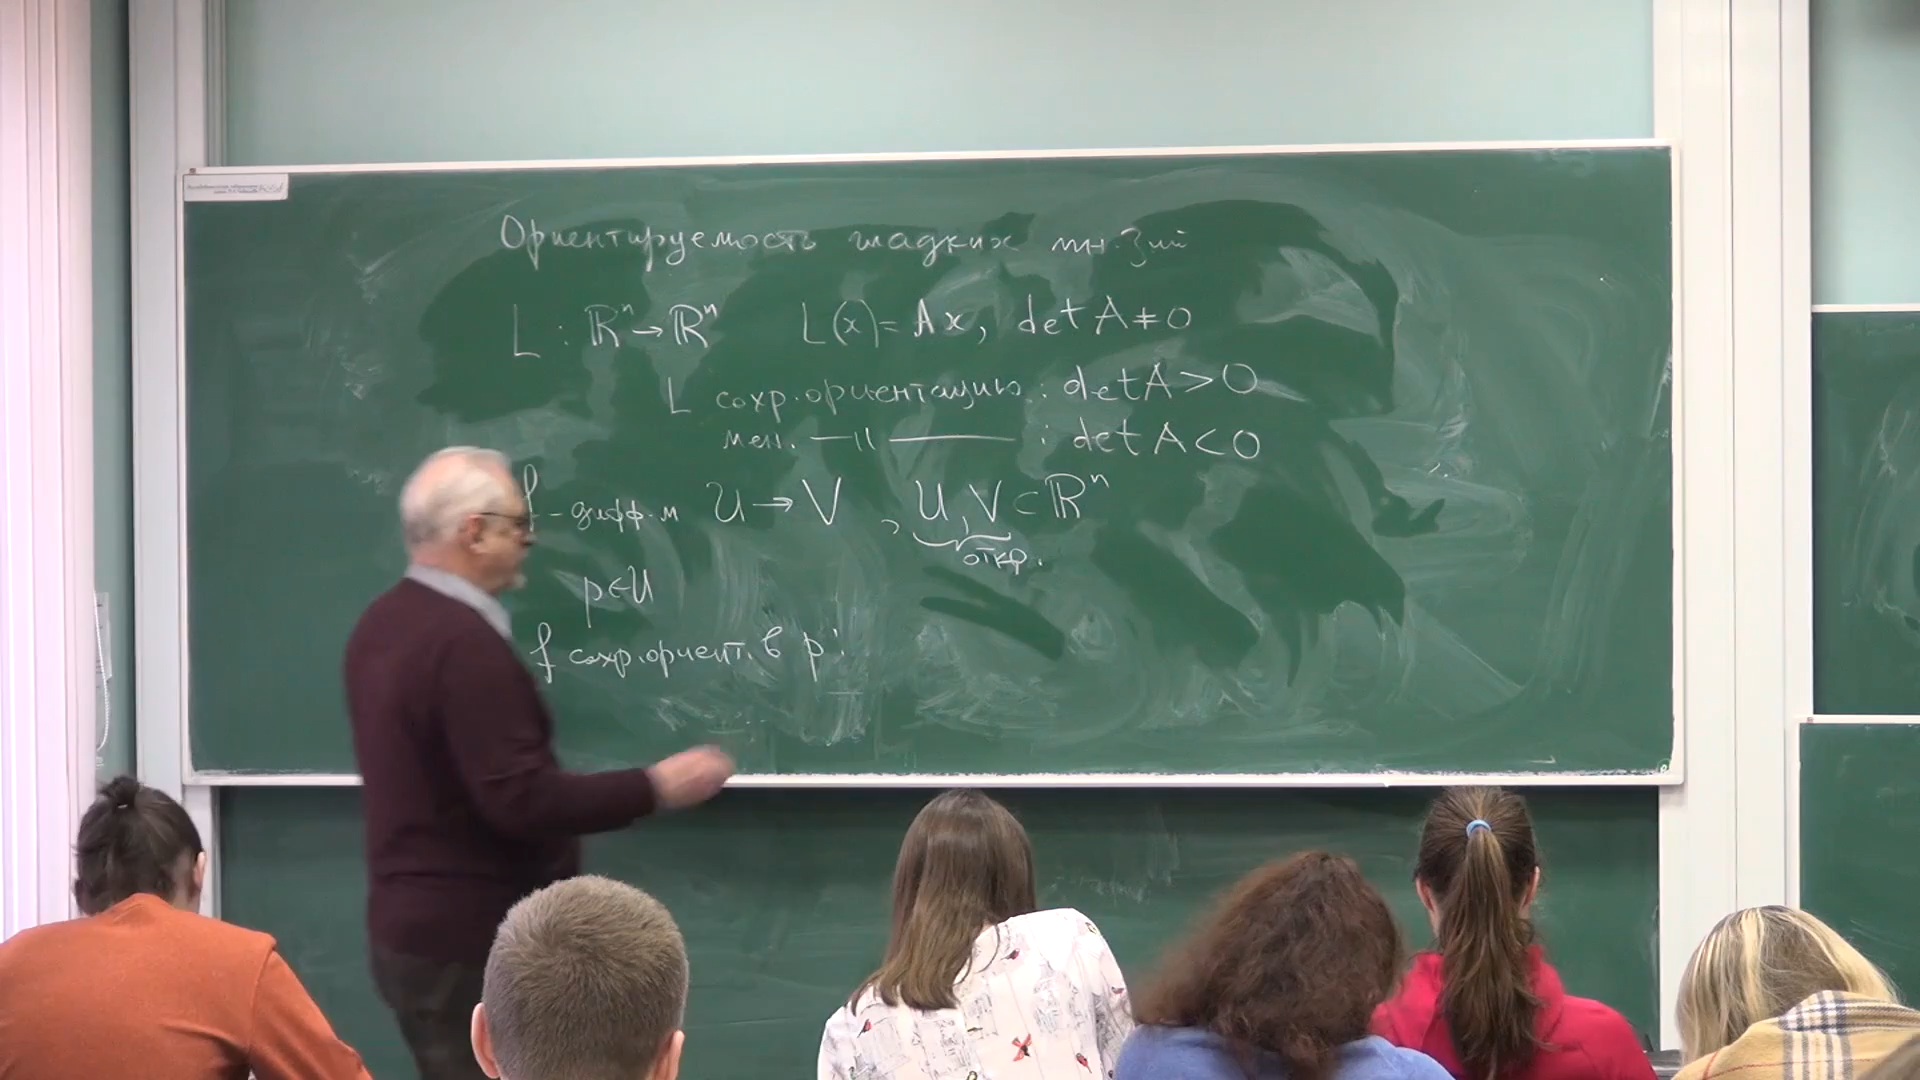 Ориентируемость гладких мн-зий
L : ℝⁿ → ℝⁿ L(x) = Ax, det A ≠ 0
L сохр. ориентацию : det A > 0
мен. —||— : det A < 0
f - дифф-м U → V , U, V ⊂ ℝⁿ
откр.
p ∈ U
f сохр. ориент. в p :